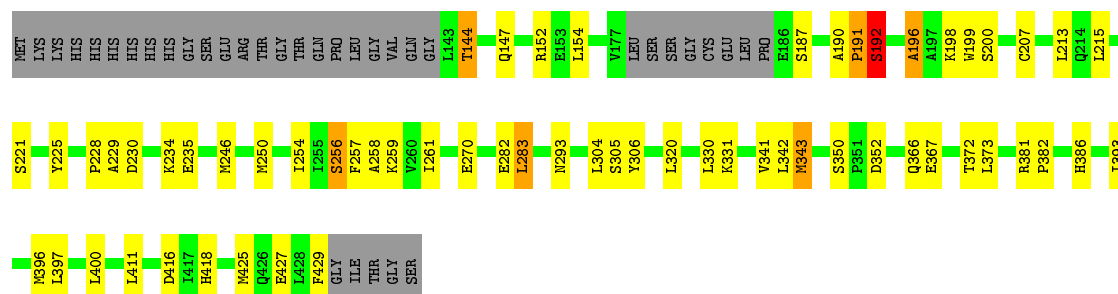 MET LYS LYS HIS HIS HIS HIS HIS HIS GLY SER GLU ARG THR GLY THR GLN PRO LEU GLY VAL GLN GLY L143 T144 Q147 R152 E153 L154 V177 LEU SER SER GLY CYS GLU LEU PRO E186 S187 A190 P191 S192 A196 A197 K198 W199 S200 C207 L213 Q214 L215
S221 Y225 P228 A229 D230 K234 E235 M246 M250 I254 I255 S256 F257 A258 K259 V260 I261 E270 E282 L283 N293 L304 S305 Y306 L320 L330 K331 V341 L342 M343 S350 P351 D352 Q366 E367 T372 L373 R381 P382 H386
M396 L397 L400 L411 D416 I417 H418 M425 Q426 E427 L428 F429 GLY ILE THR GLY SER